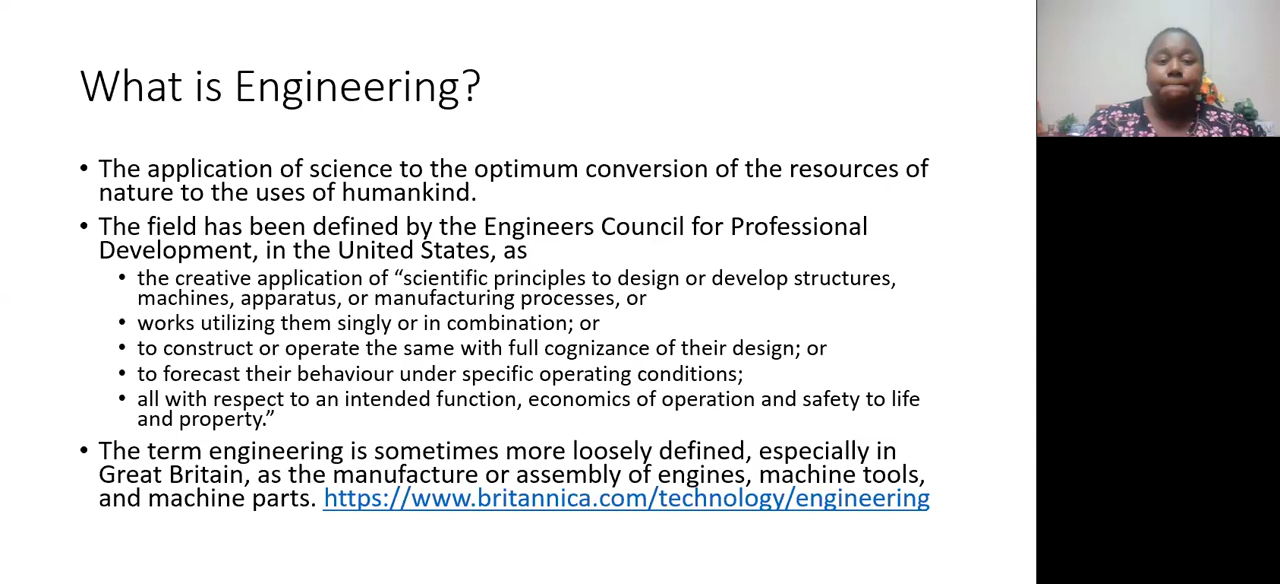 What is Engineering?
• The application of science to the optimum conversion of the resources of
nature to the uses of humankind.
• The field has been defined by the Engineers Council for Professional
Development, in the United States, as
• the creative application of “scientific principles to design or develop structures,
machines, apparatus, or manufacturing processes, or
• works utilizing them singly or in combination; or
• to construct or operate the same with full cognizance of their design; or
• to forecast their behaviour under specific operating conditions;
• all with respect to an intended function, economics of operation and safety to life
and property.”
• The term engineering is sometimes more loosely defined, especially in
Great Britain, as the manufacture or assembly of engines, machine tools,
and machine parts. https://www.britannica.com/technology/engineering